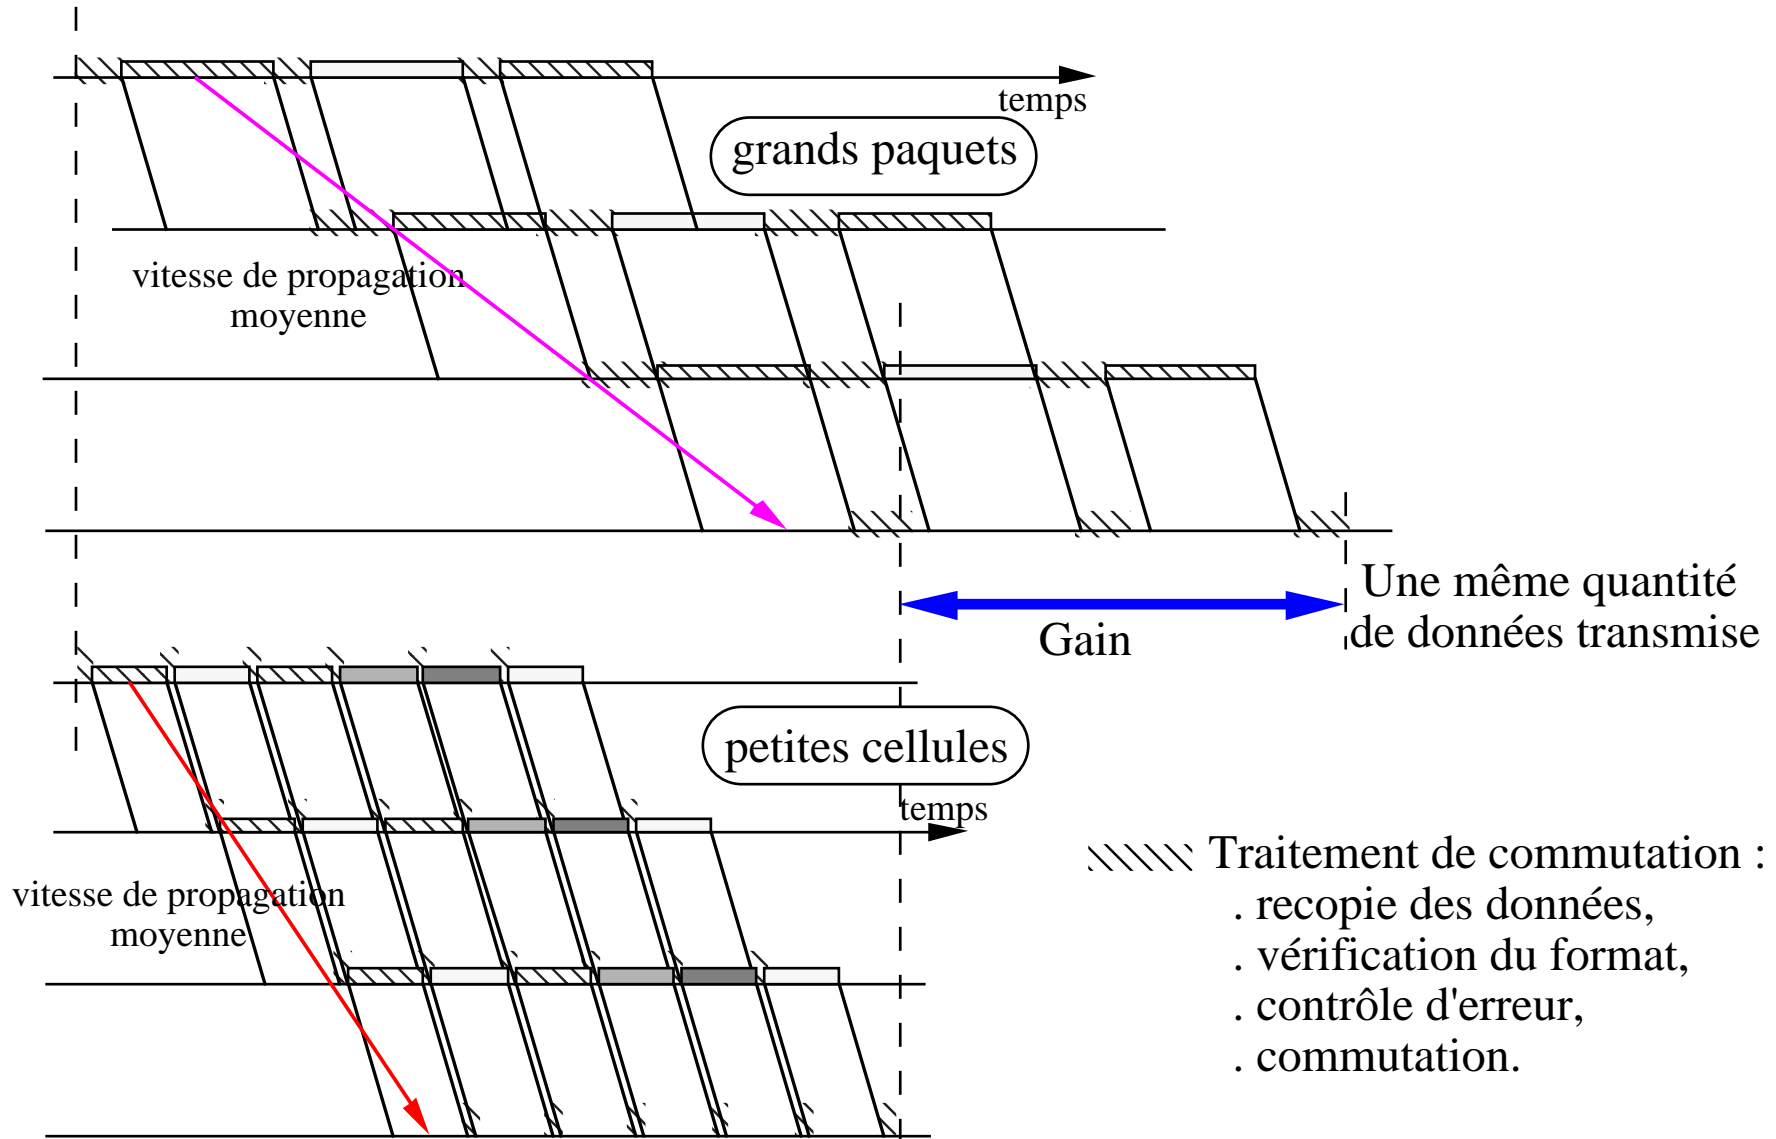 temps
grands paquets
vitesse de propagation
moyenne
Une même quantité
de données transmise
Gain
petites cellules
temps
vitesse de propagation
moyenne
Traitement de commutation :
. recopie des données,
. vérification du format,
. contrôle d'erreur,
. commutation.